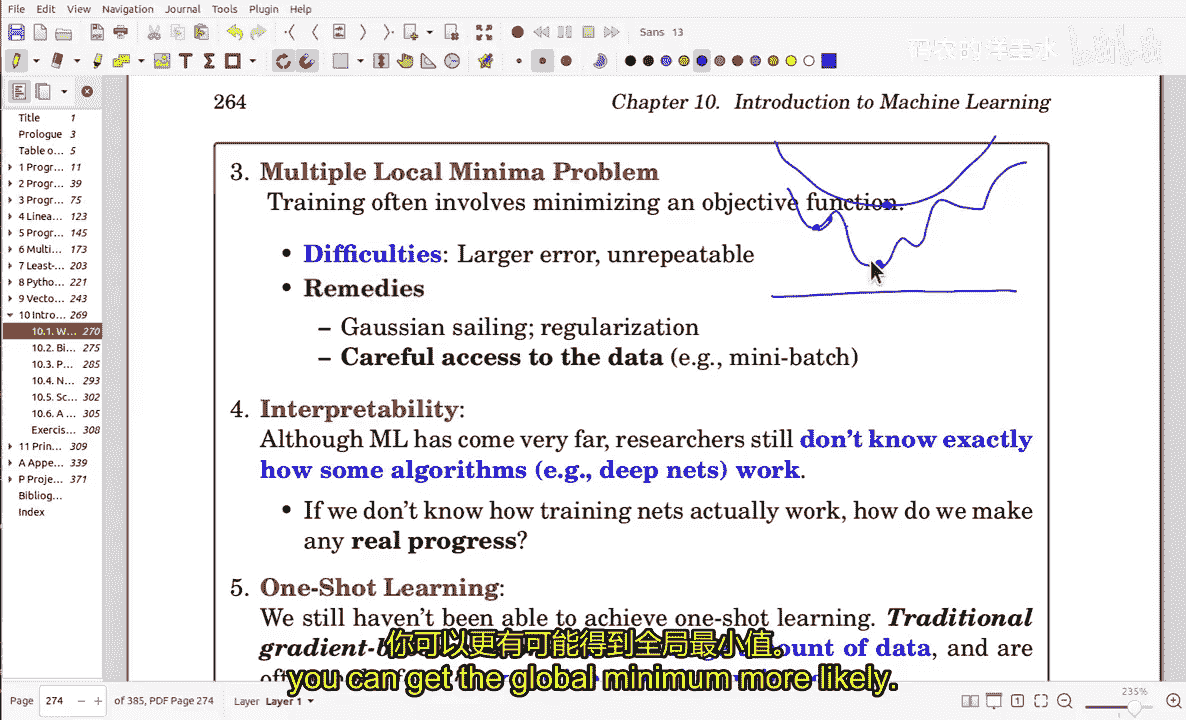 File Edit View Navigation Journal Tools Plugin Help
Sans 13
Title 1
Prologue 3
Table o... 5
1 Progr... 11
2 Progr... 39
3 Progr... 75
4 Linea... 123
5 Progr... 145
6 Multi... 173
7 Least-... 203
8 Pytho... 221
9 Vecto... 243
10 Intro... 269
10.1. W... 270
10.2. Bi... 275
10.3. P... 285
10.4. N... 293
10.5. Sc... 302
10.6. A ... 305
Exercis... 308
11 Prin... 309
A Appe... 339
P Proje... 371
Bibliog...
Index
264 Chapter 10. Introduction to Machine Learning
3. Multiple Local Minima Problem
Training often involves minimizing an objective function.
• Difficulties: Larger error, unrepeatable
• Remedies
– Gaussian sailing; regularization
– Careful access to the data (e.g., mini-batch)
4. Interpretability:
Although ML has come very far, researchers still don't know exactly
how some algorithms (e.g., deep nets) work.
• If we don't know how training nets actually work, how do we make
any real progress?
5. One-Shot Learning:
We still haven't been able to achieve one-shot learning. Traditional
gradient-b ount of data, and are
你可以更有可能得到全局最小值。
you can get the global minimum more likely.
Page 274 of 385, PDF Page 274 Layer Layer 1 235%